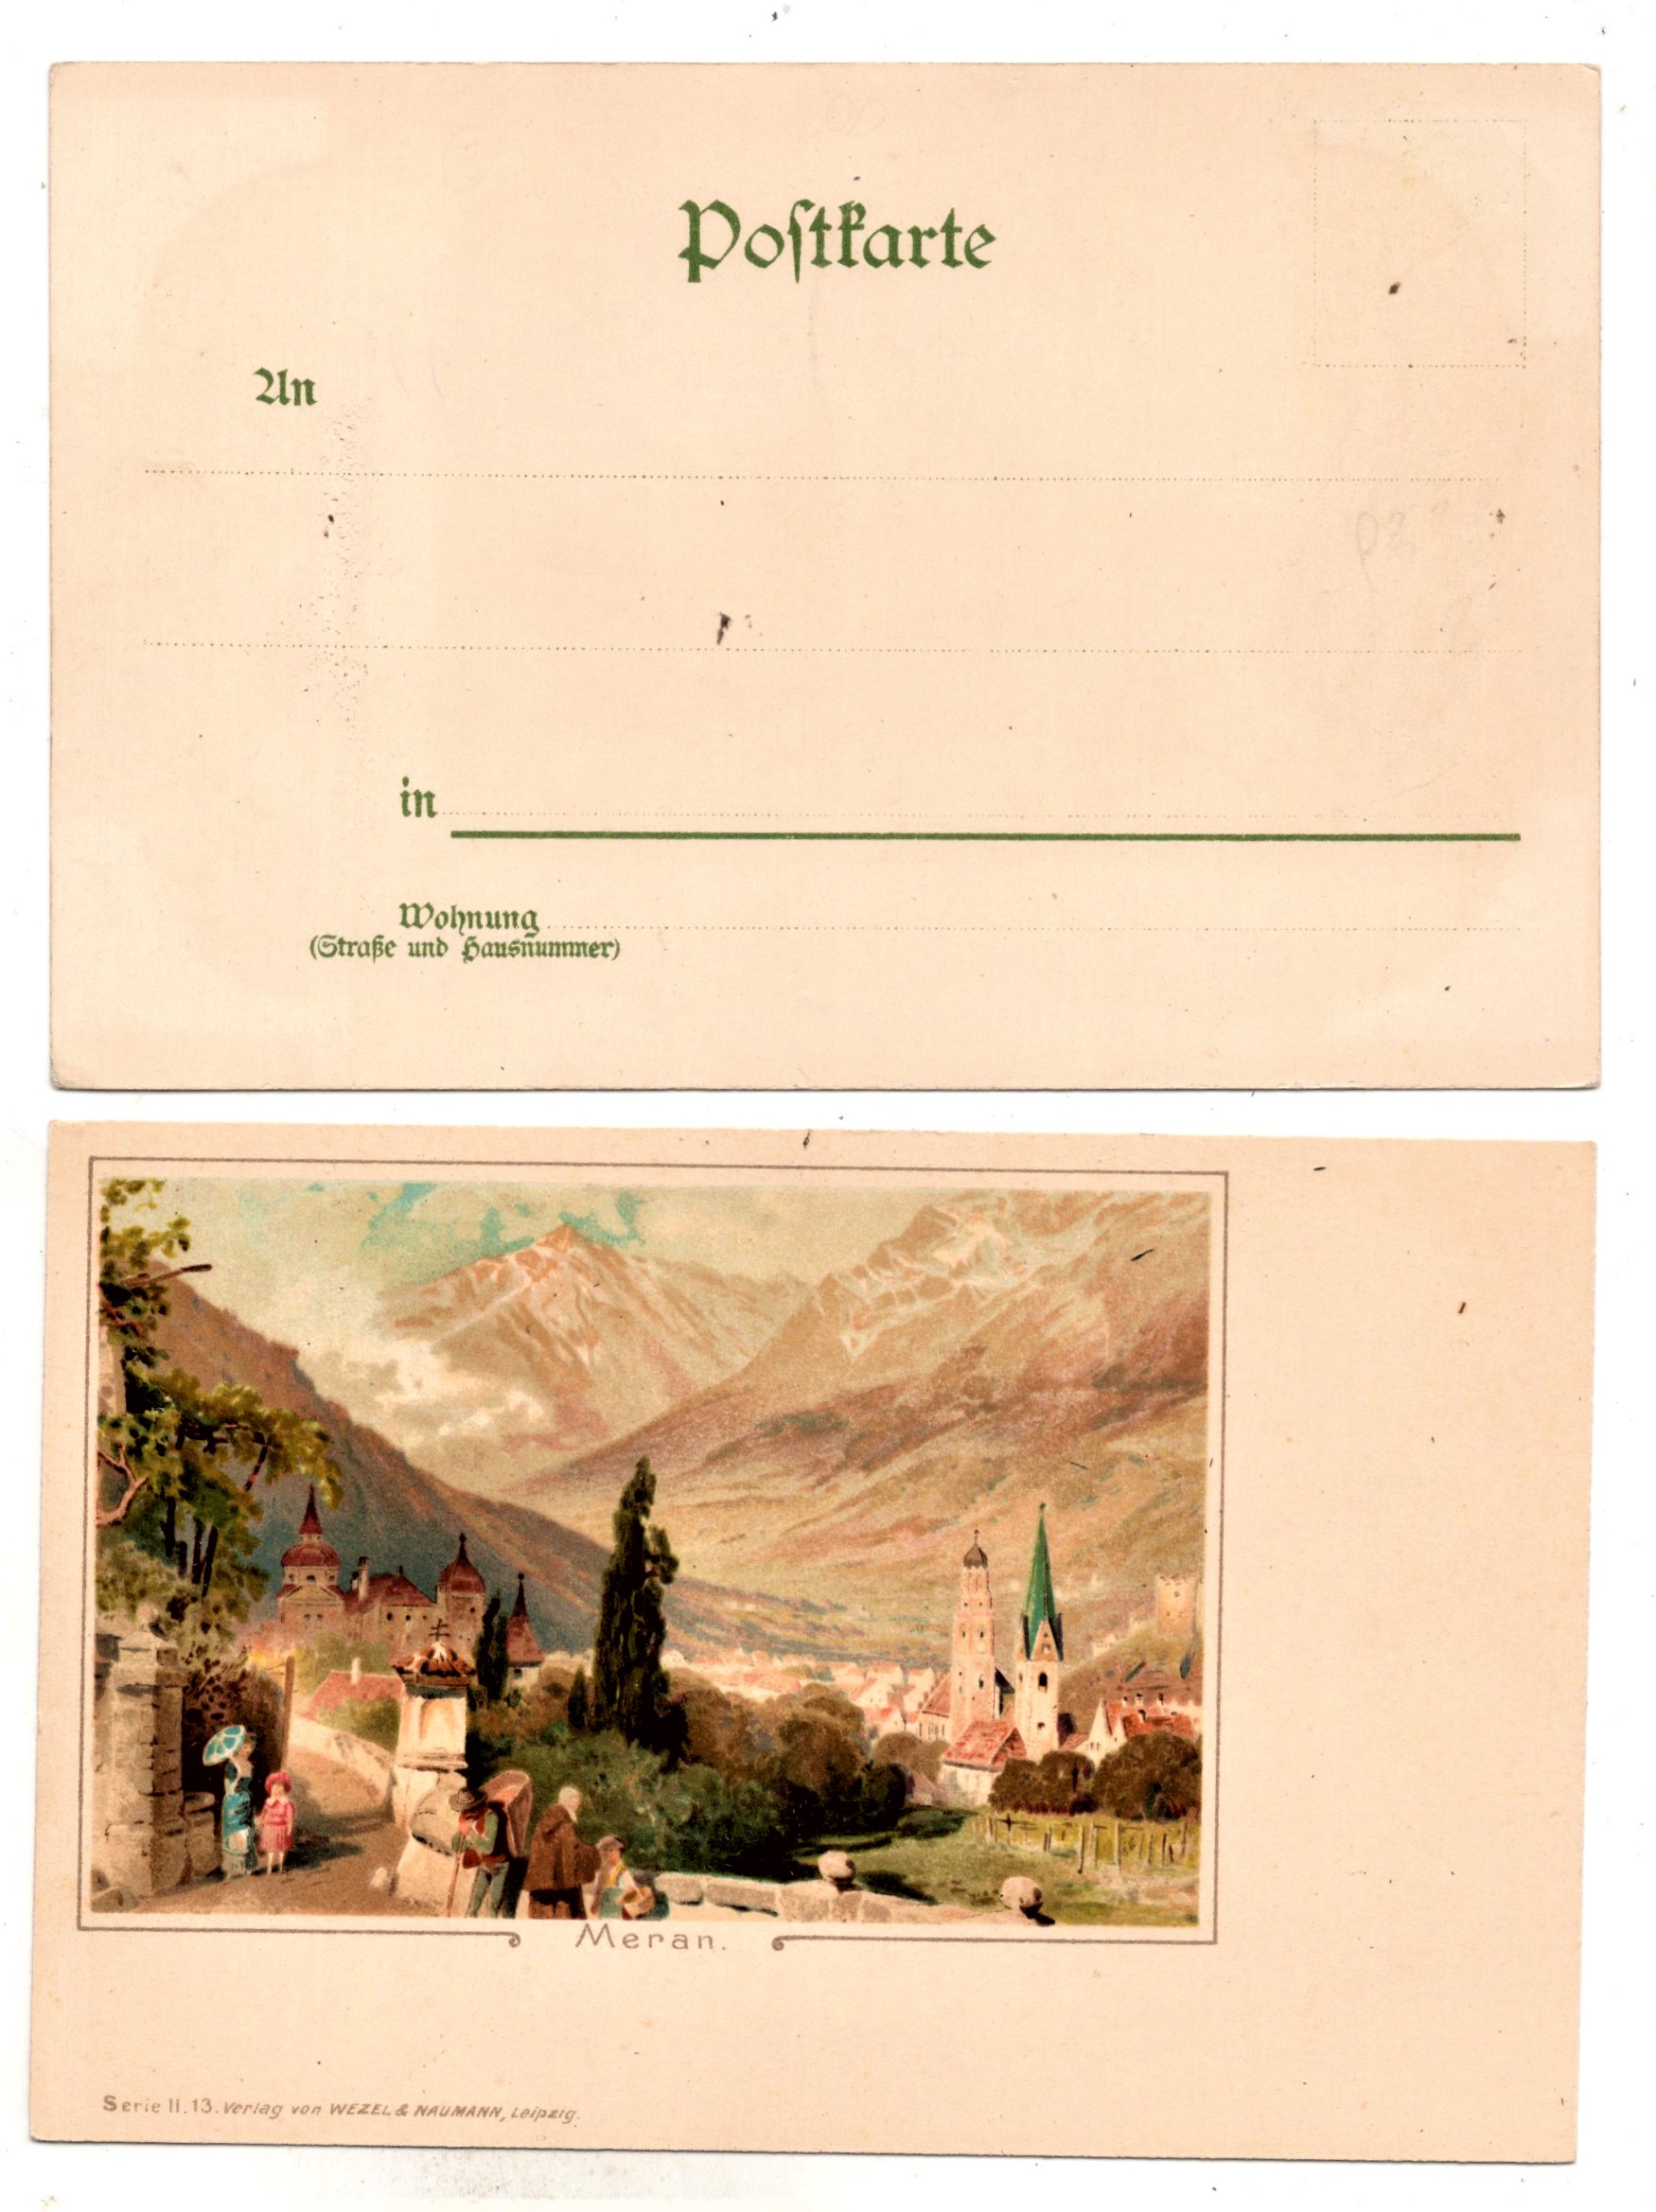 Poſtkarte
An
in
Wohnung
(Straße und Hausnummer)
Meran.
Serie II. 13. Verlag von WEZEL & NAUMANN, Leipzig.